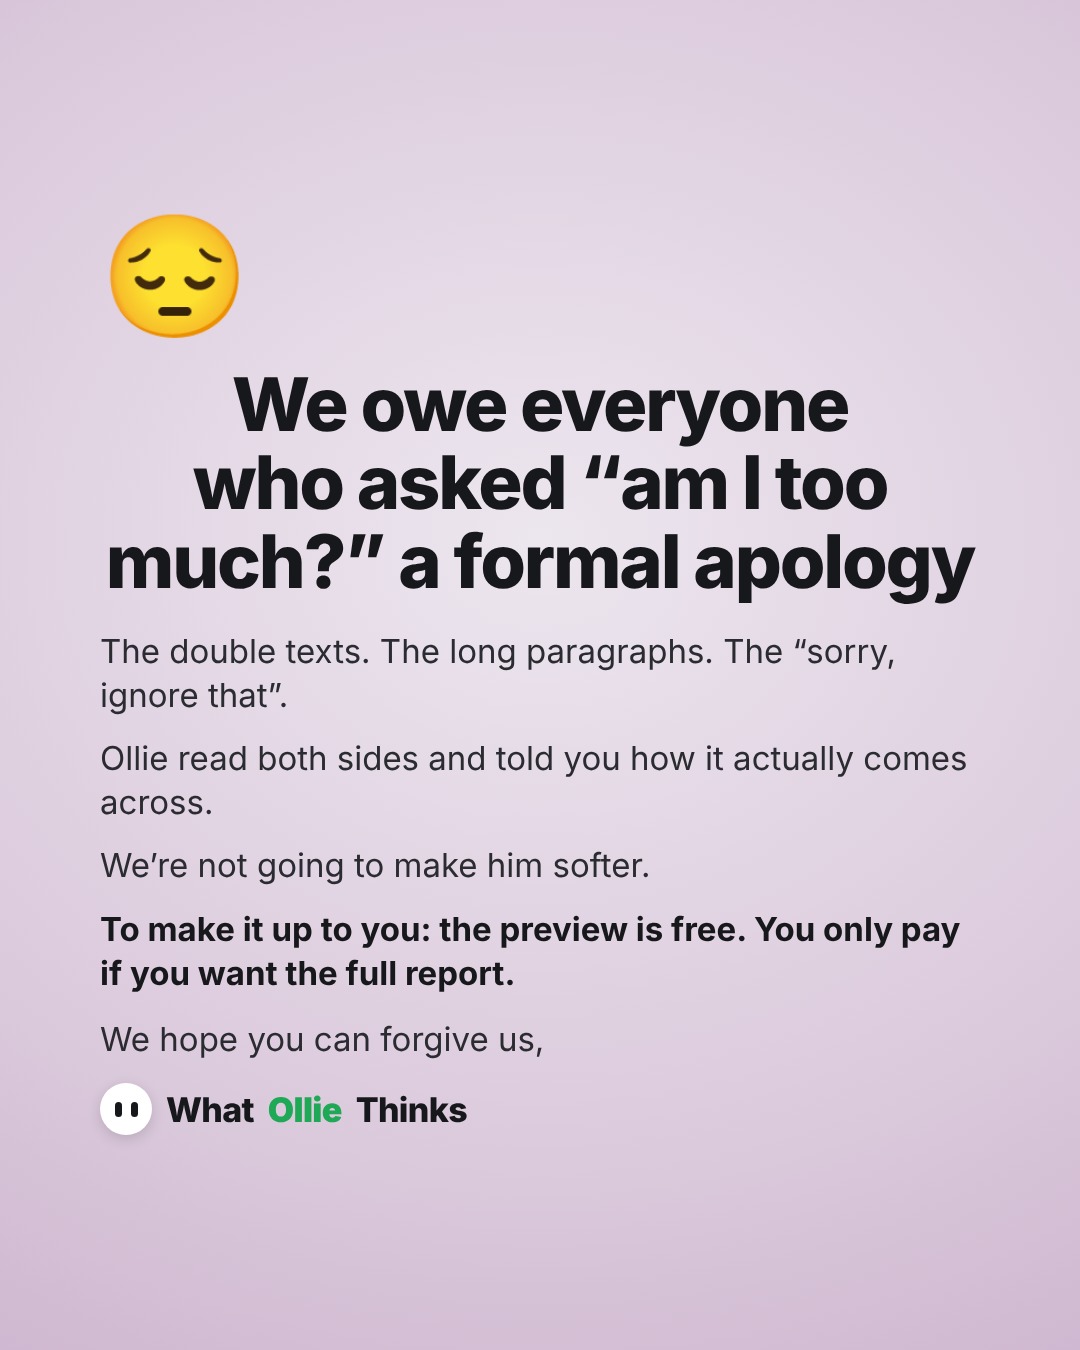 We owe everyone
who asked “am I too
much?” a formal apology
The double texts. The long paragraphs. The “sorry,
ignore that”.
Ollie read both sides and told you how it actually comes
across.
We’re not going to make him softer.
To make it up to you: the preview is free. You only pay
if you want the full report.
We hope you can forgive us,
What Ollie Thinks